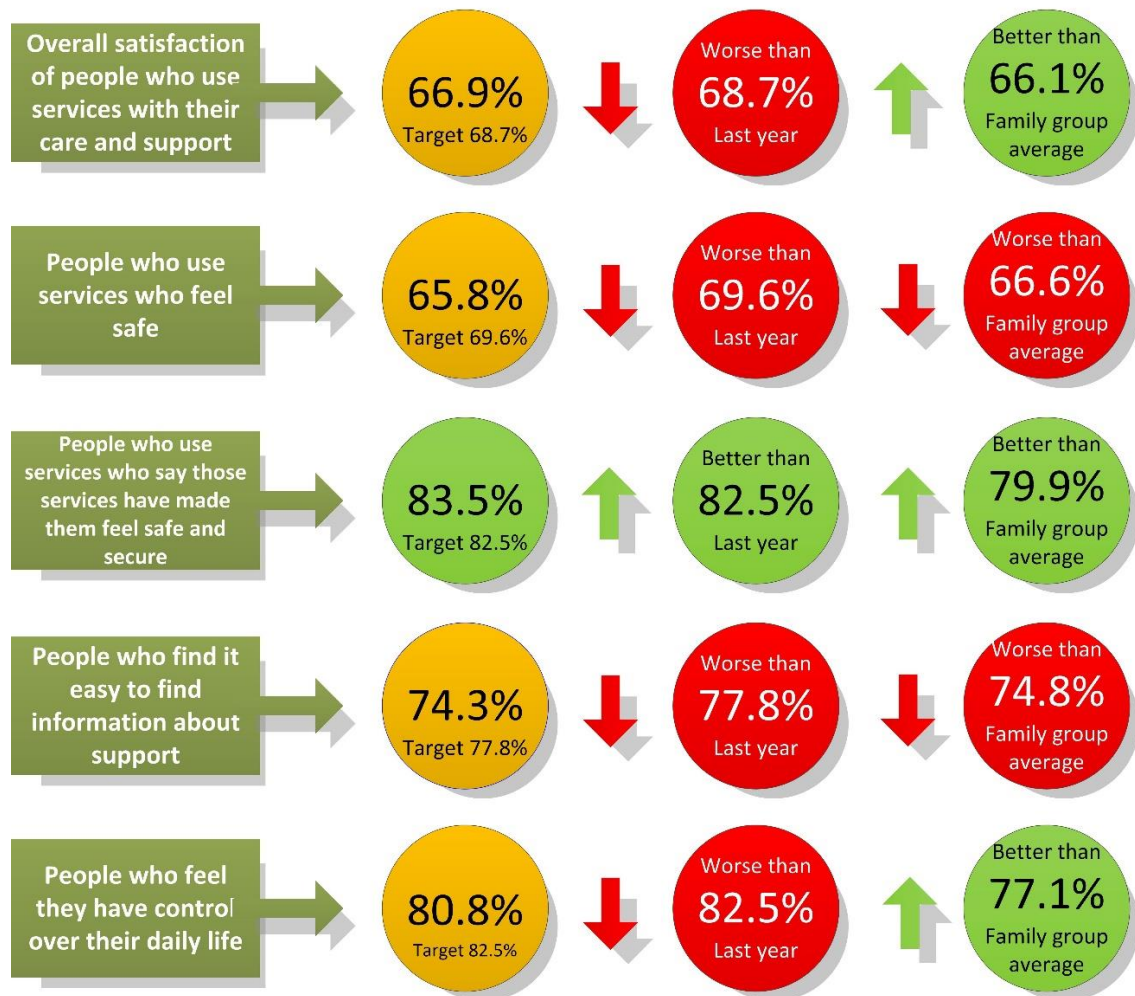 Overall satisfaction
of people who use
services with their
care and support
66.9%
Target 68.7%
Worse than
68.7%
Last year
Better than
66.1%
Family group
average
People who use
services who feel
safe
65.8%
Target 69.6%
Worse than
69.6%
Last year
Worse than
66.6%
Family group
average
People who use
services who say those
services have made
them feel safe and
secure
83.5%
Target 82.5%
Better than
82.5%
Last year
Better than
79.9%
Family group
average
People who find it
easy to find
information about
support
74.3%
Target 77.8%
Worse than
77.8%
Last year
Worse than
74.8%
Family group
average
People who feel
they have control
over their daily life
80.8%
Target 82.5%
Worse than
82.5%
Last year
Better than
77.1%
Family group
average